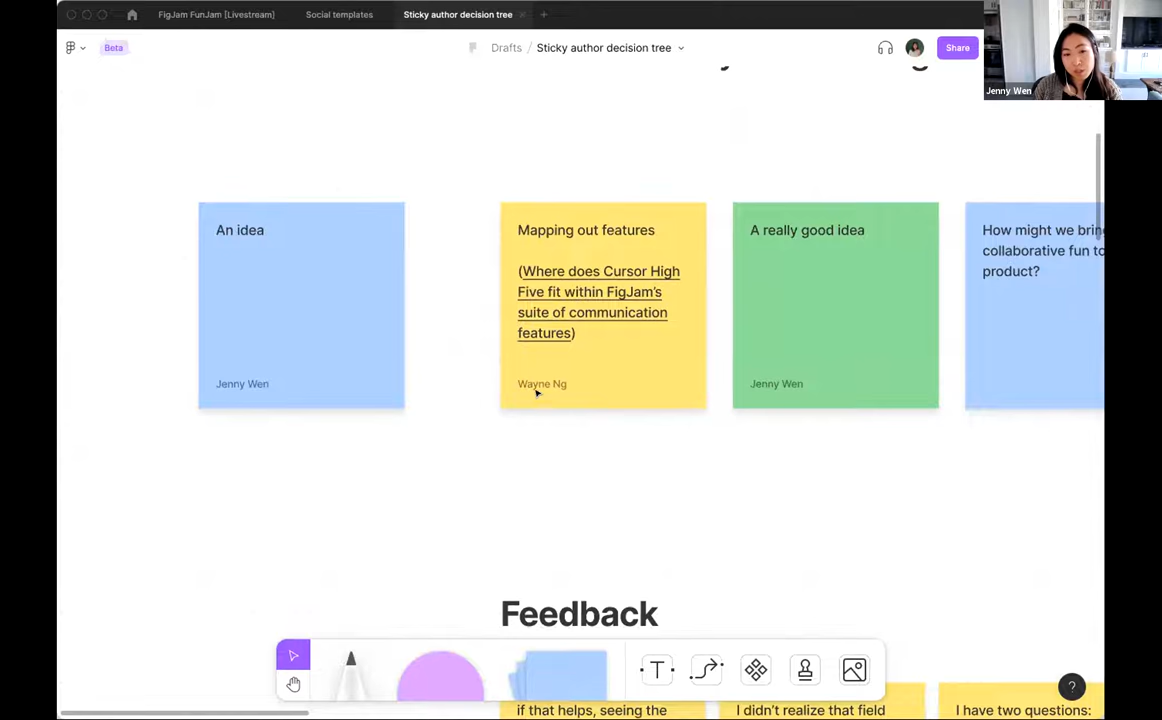 FigJam FunJam [Livestream]
Social templates
Sticky author decision tree
Beta
Drafts / Sticky author decision tree
Share
Jenny Wen
An idea
Jenny Wen
Mapping out features
(Where does Cursor High
Five fit within FigJam's
suite of communication
features)
Wayne Ng
A really good idea
Jenny Wen
How might we brin
collaborative fun to
product?
Feedback
T
?
if that helps, seeing the
I didn't realize that field
I have two questions: